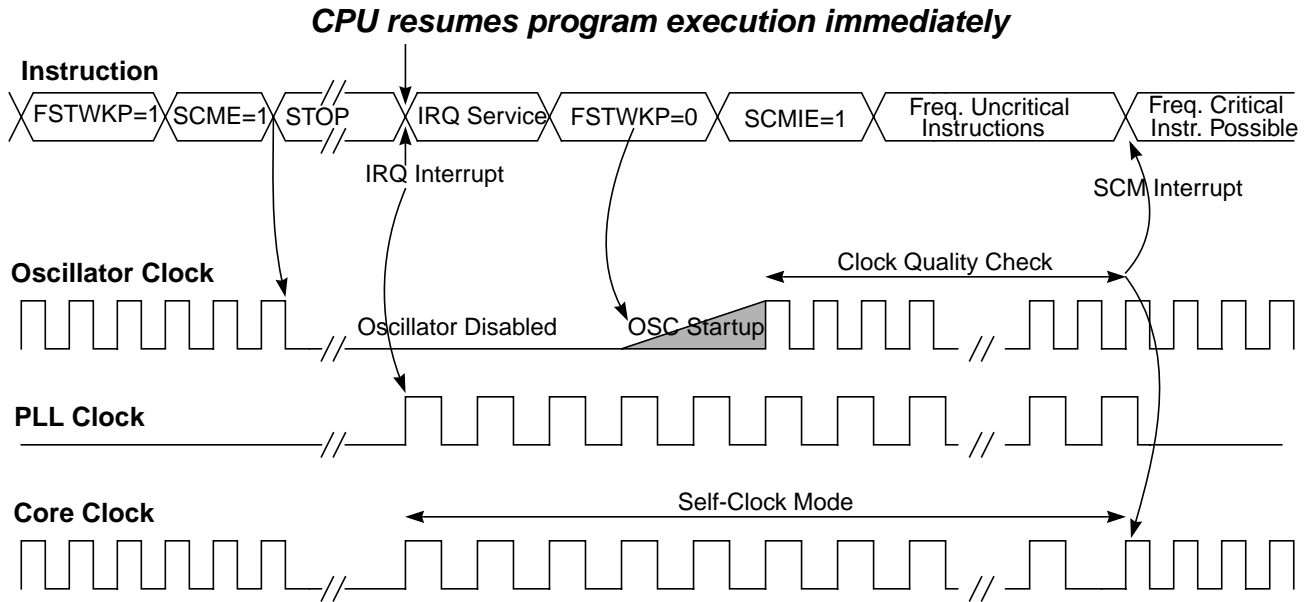 CPU resumes program execution immediately
Instruction
FSTWKP=1 SCME=1 STOP IRQ Service FSTWKP=0 SCMIE=1 Freq. Uncritical Instructions Freq. Critical Instr. Possible
IRQ Interrupt
SCM Interrupt
Oscillator Clock
Clock Quality Check
Oscillator Disabled
OSC Startup
PLL Clock
Core Clock
Self-Clock Mode